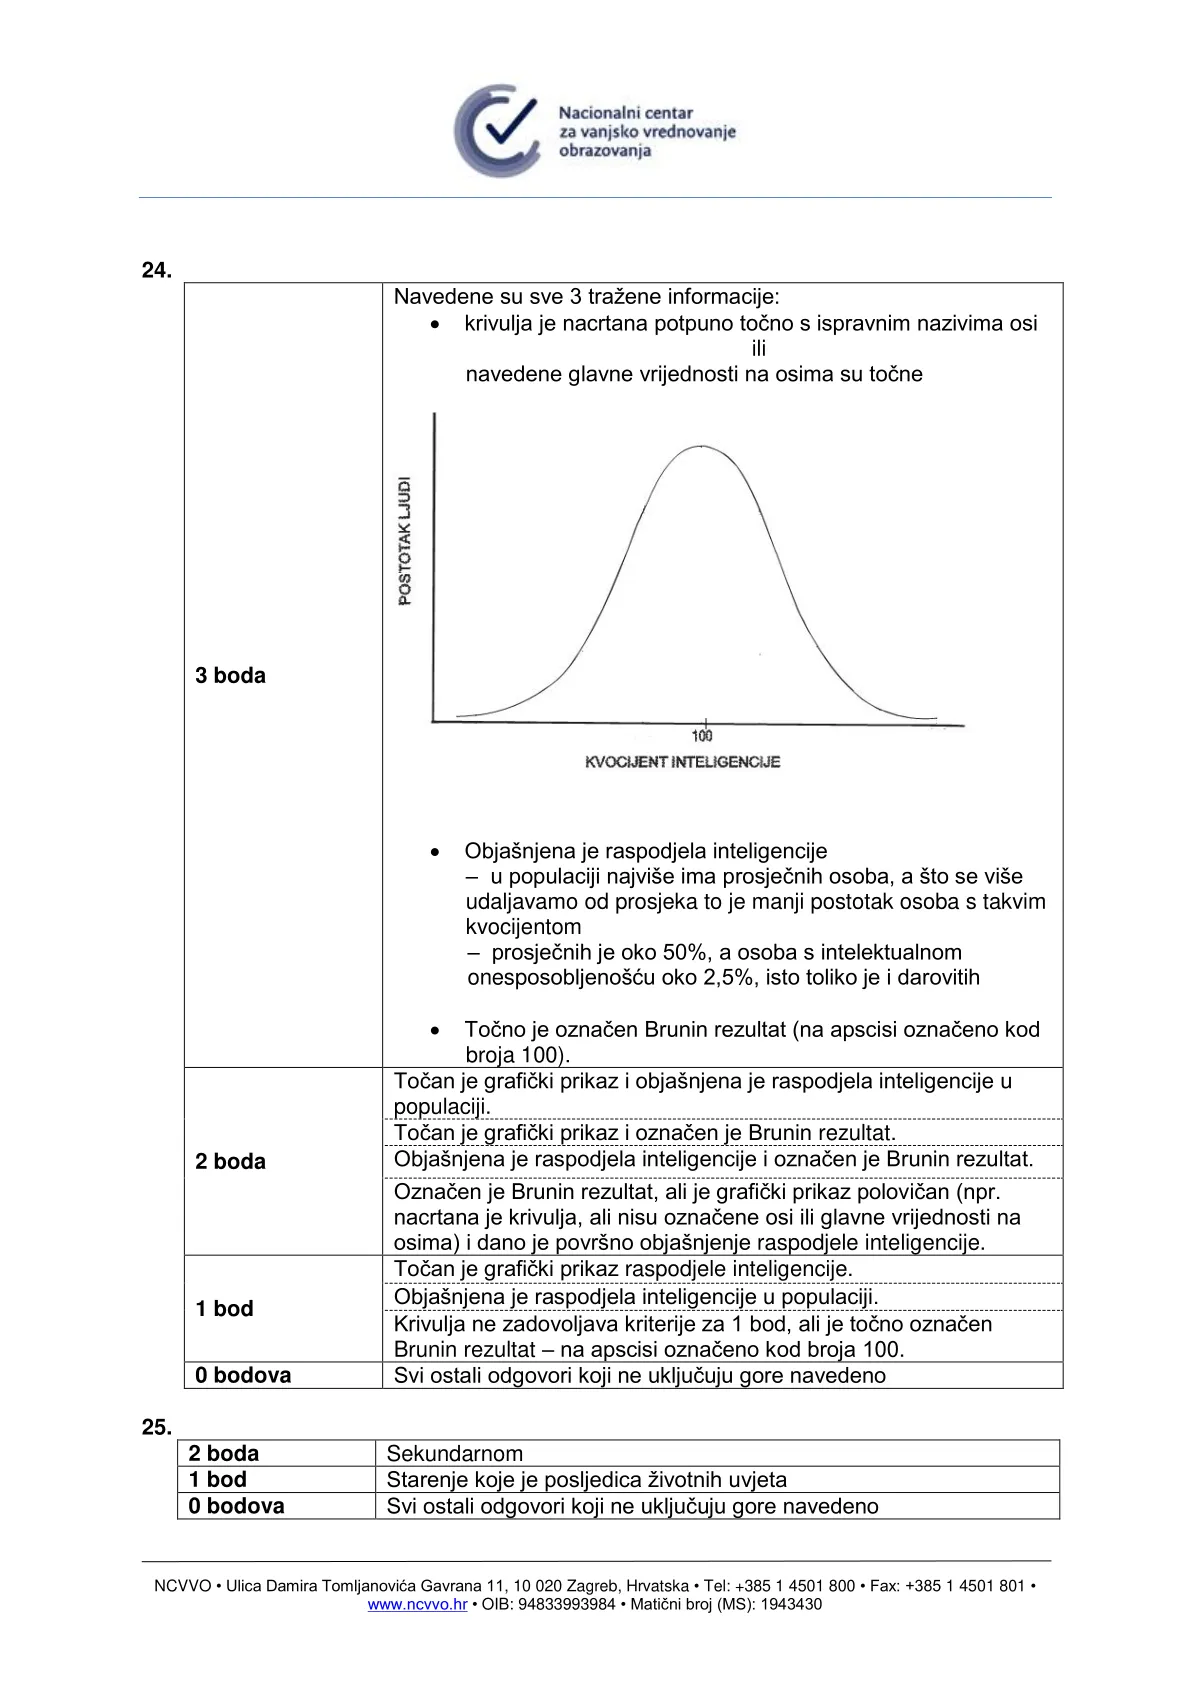 Nacionalni centar
za vanjsko vrednovanje
obrazovanja
24.
3 boda
Navedene su sve 3 tražene informacije:
• krivulja je nacrtana potpuno točno s ispravnim nazivima osi
ili
navedene glavne vrijednosti na osima su točne
POSTOTAK LJUDI
100
KVOCIJENT INTELIGENCIJE
• Objašnjena je raspodjela inteligencije
– u populaciji najviše ima prosječnih osoba, a što se više
udaljavamo od prosjeka to je manji postotak osoba s takvim
kvocijentom
– prosječnih je oko 50%, a osoba s intelektualnom
onesposobljenošću oko 2,5%, isto toliko je i darovitih
• Točno je označen Brunin rezultat (na apscisi označeno kod
broja 100).
2 boda
Točan je grafički prikaz i objašnjena je raspodjela inteligencije u
populaciji.
Točan je grafički prikaz i označen je Brunin rezultat.
Objašnjena je raspodjela inteligencije i označen je Brunin rezultat.
Označen je Brunin rezultat, ali je grafički prikaz polovičan (npr.
nacrtana je krivulja, ali nisu označene osi ili glavne vrijednosti na
osima) i dano je površno objašnjenje raspodjele inteligencije.
1 bod
Točan je grafički prikaz raspodjele inteligencije.
Objašnjena je raspodjela inteligencije u populaciji.
Krivulja ne zadovoljava kriterije za 1 bod, ali je točno označen
Brunin rezultat – na apscisi označeno kod broja 100.
0 bodova Svi ostali odgovori koji ne uključuju gore navedeno
25.
2 boda Sekundarnom
1 bod Starenje koje je posljedica životnih uvjeta
0 bodova Svi ostali odgovori koji ne uključuju gore navedeno
NCVVO • Ulica Damira Tomljanovića Gavrana 11, 10 020 Zagreb, Hrvatska • Tel: +385 1 4501 800 • Fax: +385 1 4501 801 •
www.ncvvo.hr • OIB: 94833993984 • Matični broj (MS): 1943430